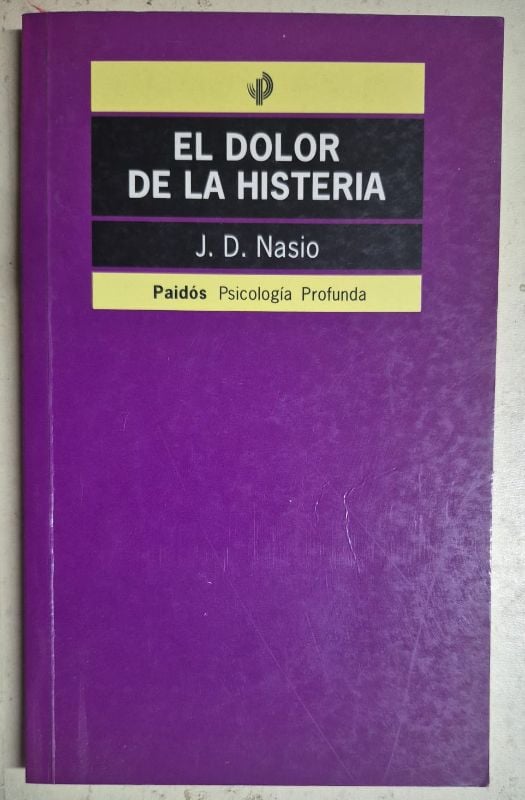 EL DOLOR
DE LA HISTERIA
J. D. Nasio
Paidós Psicología Profunda